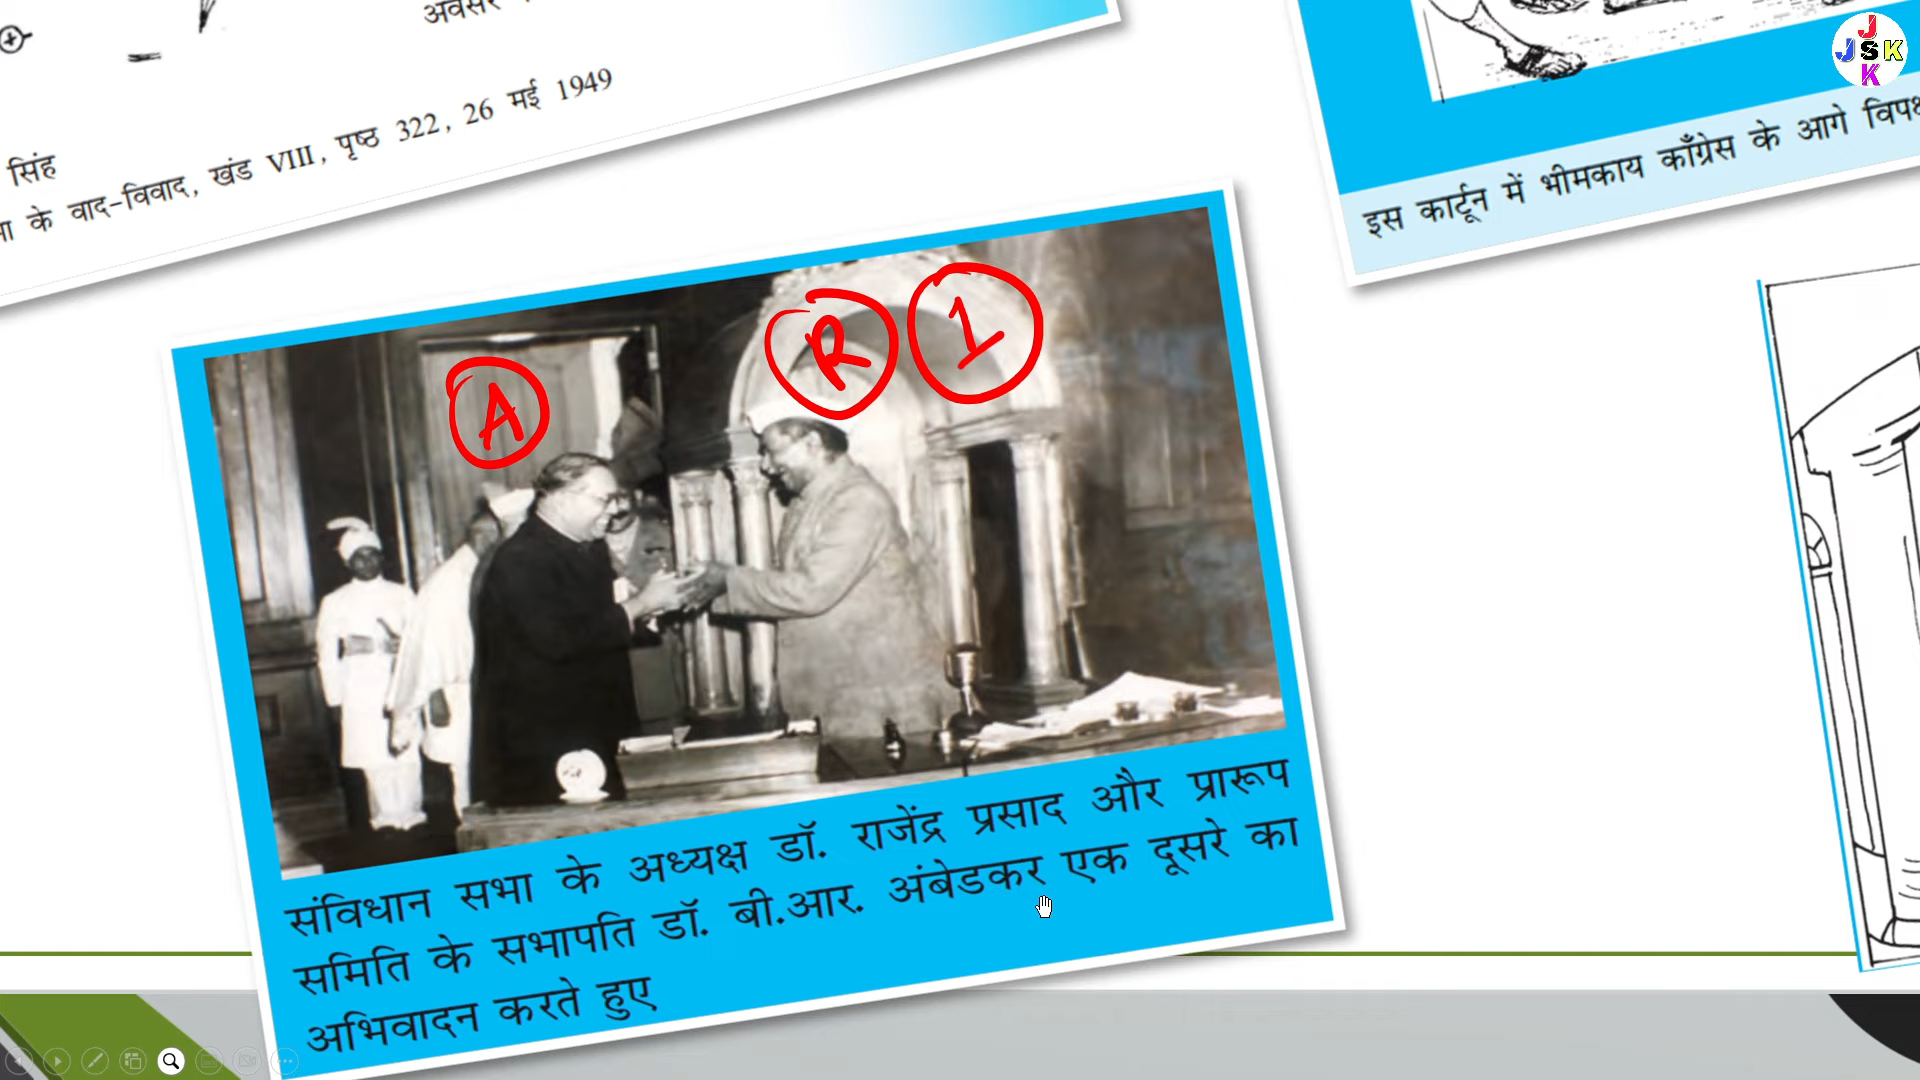 अवसर
सिंह
के वाद-विवाद, खंड VIII, पृष्ठ 322, 26 मई 1949
J
J S K
K
इस कार्टून में भीमकाय काँग्रेस के आगे
A
R
1
संविधान सभा के अध्यक्ष डॉ. राजेंद्र प्रसाद और प्रारूप
समिति के सभापति डॉ. बी.आर. अंबेडकर एक दूसरे का
अभिवादन करते हुए